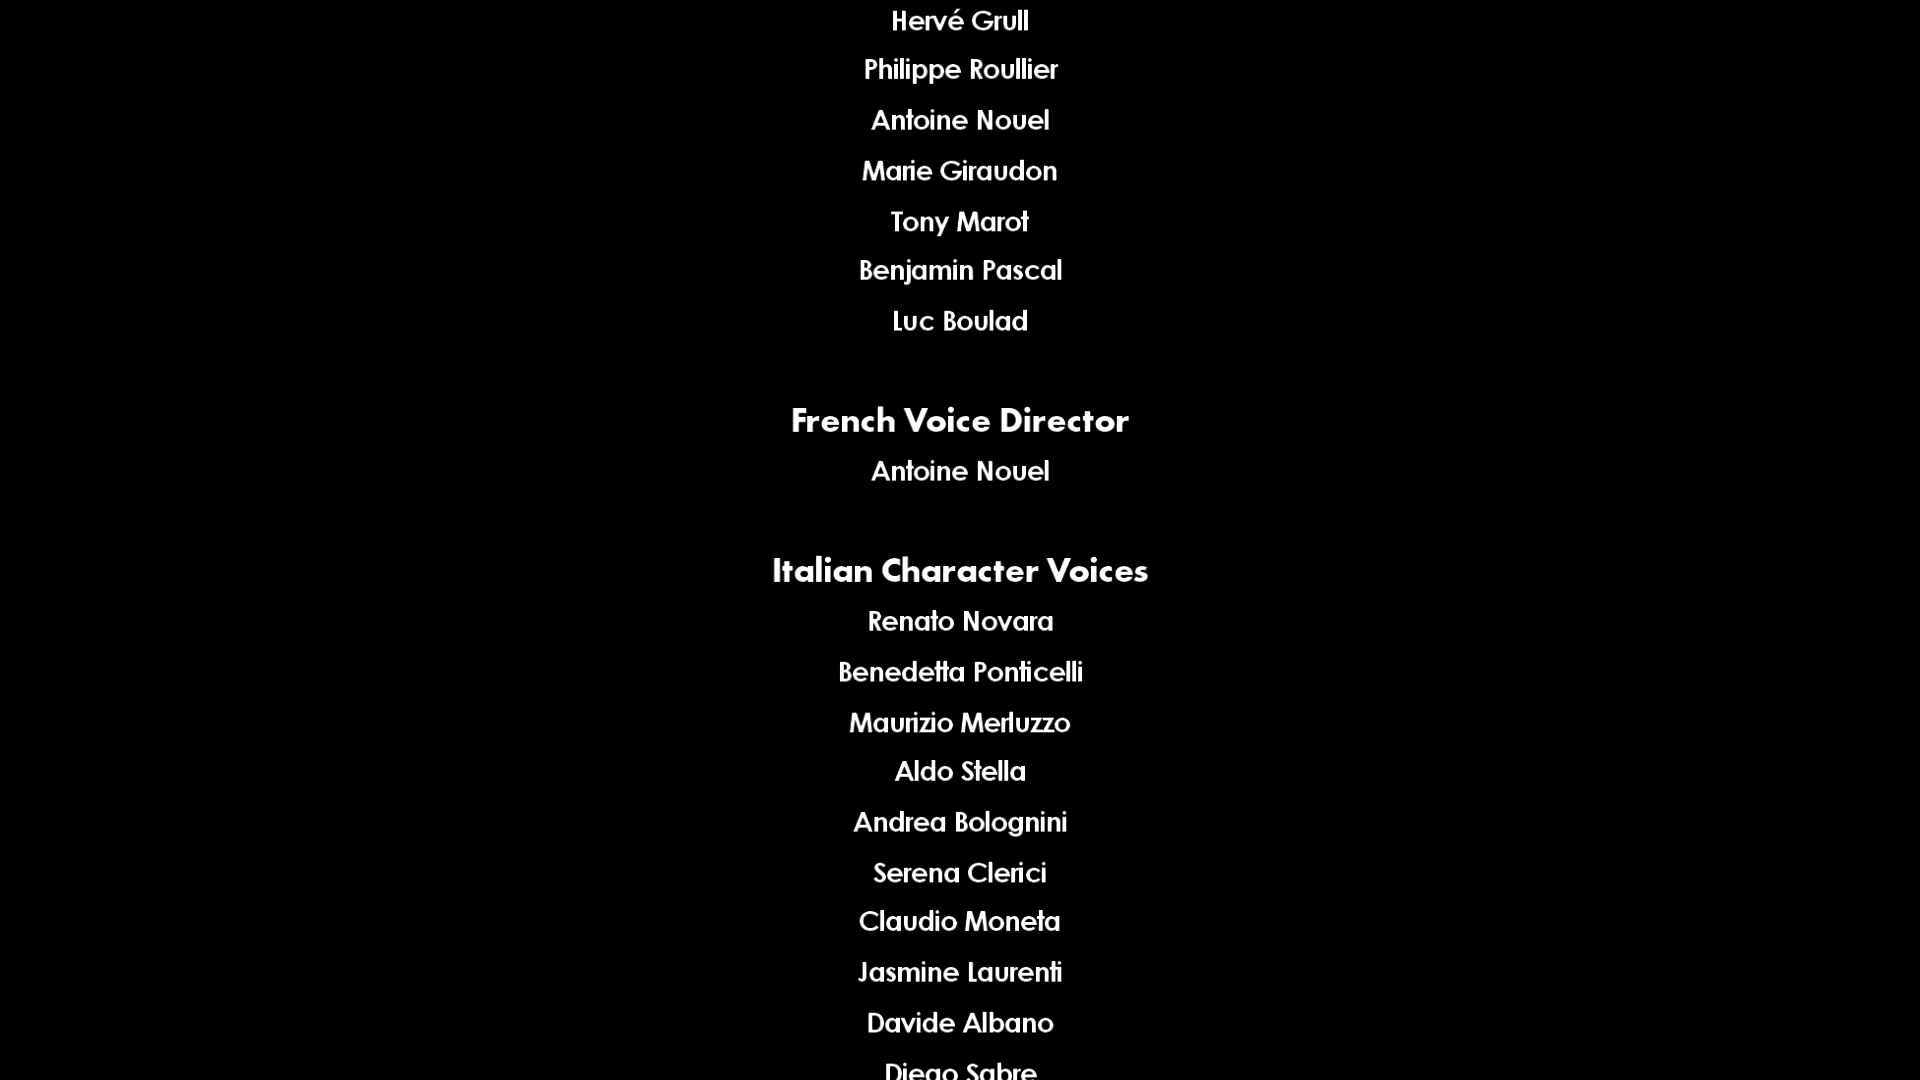 Hervé Grull
Philippe Roullier
Antoine Nouel
Marie Giraudon
Tony Marot
Benjamin Pascal
Luc Boulad
French Voice Director
Antoine Nouel
Italian Character Voices
Renato Novara
Benedetta Ponticelli
Maurizio Merluzzo
Aldo Stella
Andrea Bolognini
Serena Clerici
Claudio Moneta
Jasmine Laurenti
Davide Albano
Diego Sabre